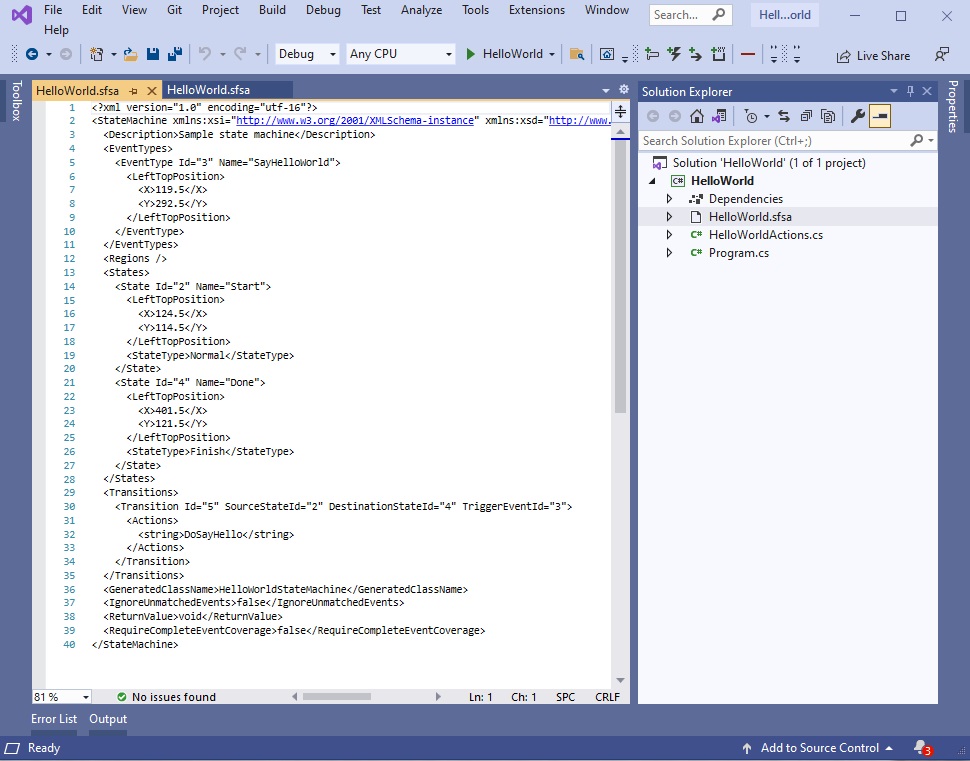 File Edit View Git Project Build Debug Test Analyze Tools Extensions Window Search... Hell...orld
Help
Debug Any CPU HelloWorld Live Share
Toolbox
HelloWorld.sfsa HelloWorld.sfsa
1 <?xml version="1.0" encoding="utf-16"?>
2 <StateMachine xmlns:xsi="http://www.w3.org/2001/XMLSchema-instance" xmlns:xsd="http://www.
3 <Description>Sample state machine</Description>
4 <EventTypes>
5 <EventType Id="3" Name="SayHelloWorld">
6 <LeftTopPosition>
7 <X>119.5</X>
8 <Y>292.5</Y>
9 </LeftTopPosition>
10 </EventType>
11 </EventTypes>
12 <Regions />
13 <States>
14 <State Id="2" Name="Start">
15 <LeftTopPosition>
16 <X>124.5</X>
17 <Y>114.5</Y>
18 </LeftTopPosition>
19 <StateType>Normal</StateType>
20 </State>
21 <State Id="4" Name="Done">
22 <LeftTopPosition>
23 <X>401.5</X>
24 <Y>121.5</Y>
25 </LeftTopPosition>
26 <StateType>Finish</StateType>
27 </State>
28 </States>
29 <Transitions>
30 <Transition Id="5" SourceStateId="2" DestinationStateId="4" TriggerEventId="3">
31 <Actions>
32 <string>DoSayHello</string>
33 </Actions>
34 </Transition>
35 </Transitions>
36 <GeneratedClassName>HelloWorldStateMachine</GeneratedClassName>
37 <IgnoreUnmatchedEvents>false</IgnoreUnmatchedEvents>
38 <ReturnValue>void</ReturnValue>
39 <RequireCompleteEventCoverage>false</RequireCompleteEventCoverage>
40 </StateMachine>
81 % No issues found Ln: 1 Ch: 1 SPC CRLF
Solution Explorer
Search Solution Explorer (Ctrl+;)
Solution 'HelloWorld' (1 of 1 project)
C# HelloWorld
Dependencies
HelloWorld.sfsa
C# HelloWorldActions.cs
C# Program.cs
Properties
Error List Output
Ready Add to Source Control 3